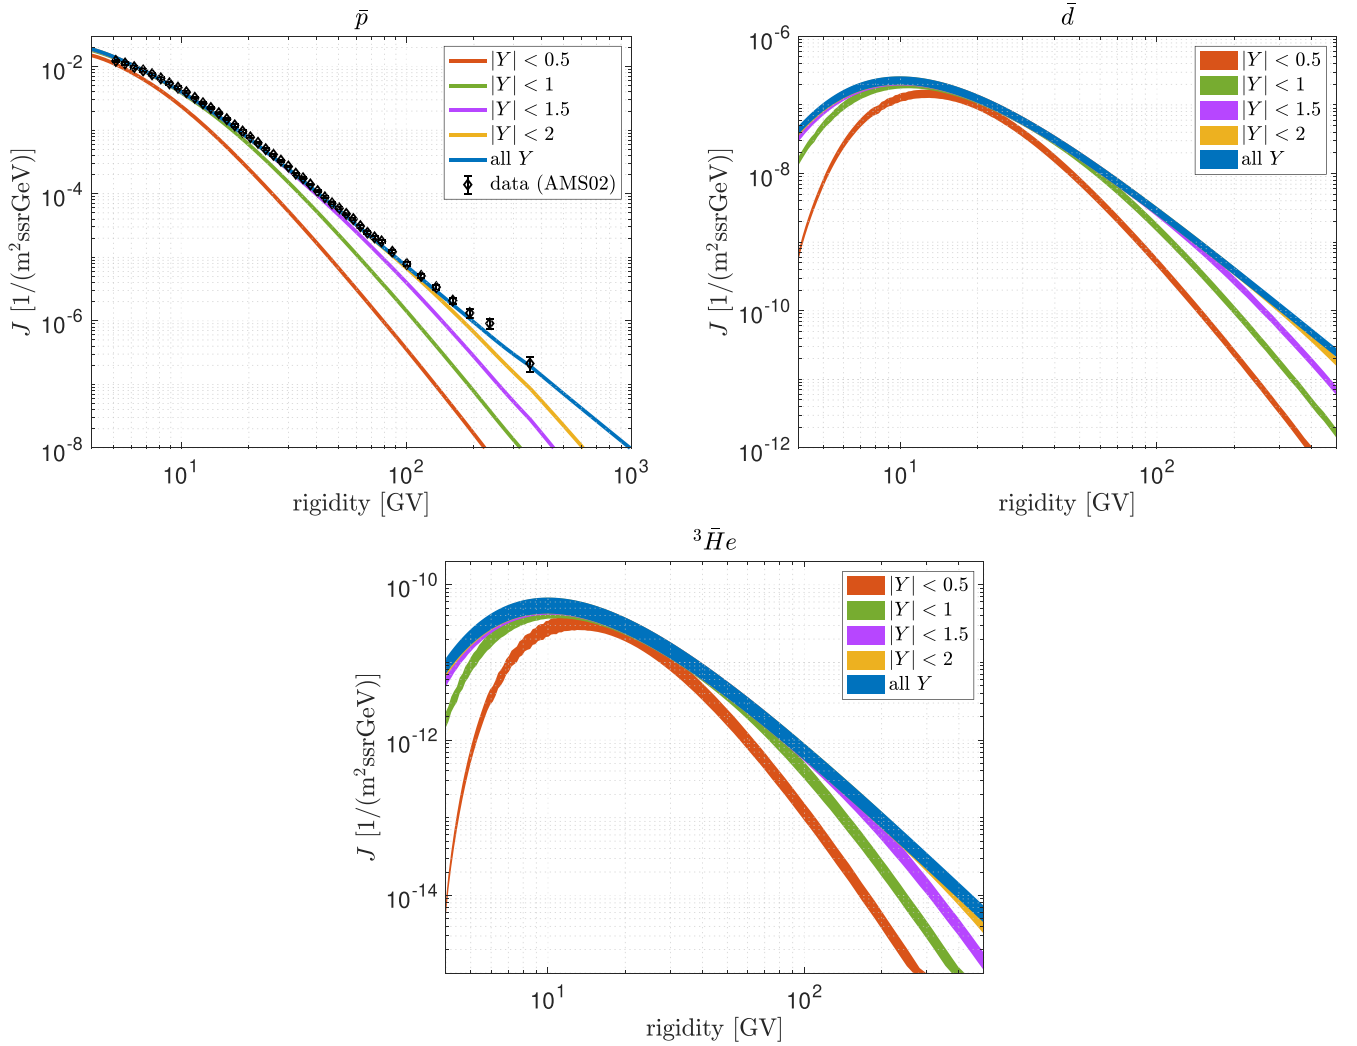 p̄
10^-2
10^-4
10^-6
10^-8
J [1/(m²ssrGeV)]
|Y| < 0.5
|Y| < 1
|Y| < 1.5
|Y| < 2
all Y
data (AMS02)
10^1 10^2 10^3
rigidity [GV]
d̄
10^-6
10^-8
10^-10
10^-12
J [1/(m²ssrGeV)]
|Y| < 0.5
|Y| < 1
|Y| < 1.5
|Y| < 2
all Y
10^1 10^2
rigidity [GV]
³H̄e
10^-10
10^-12
10^-14
J [1/(m²ssrGeV)]
|Y| < 0.5
|Y| < 1
|Y| < 1.5
|Y| < 2
all Y
10^1 10^2
rigidity [GV]